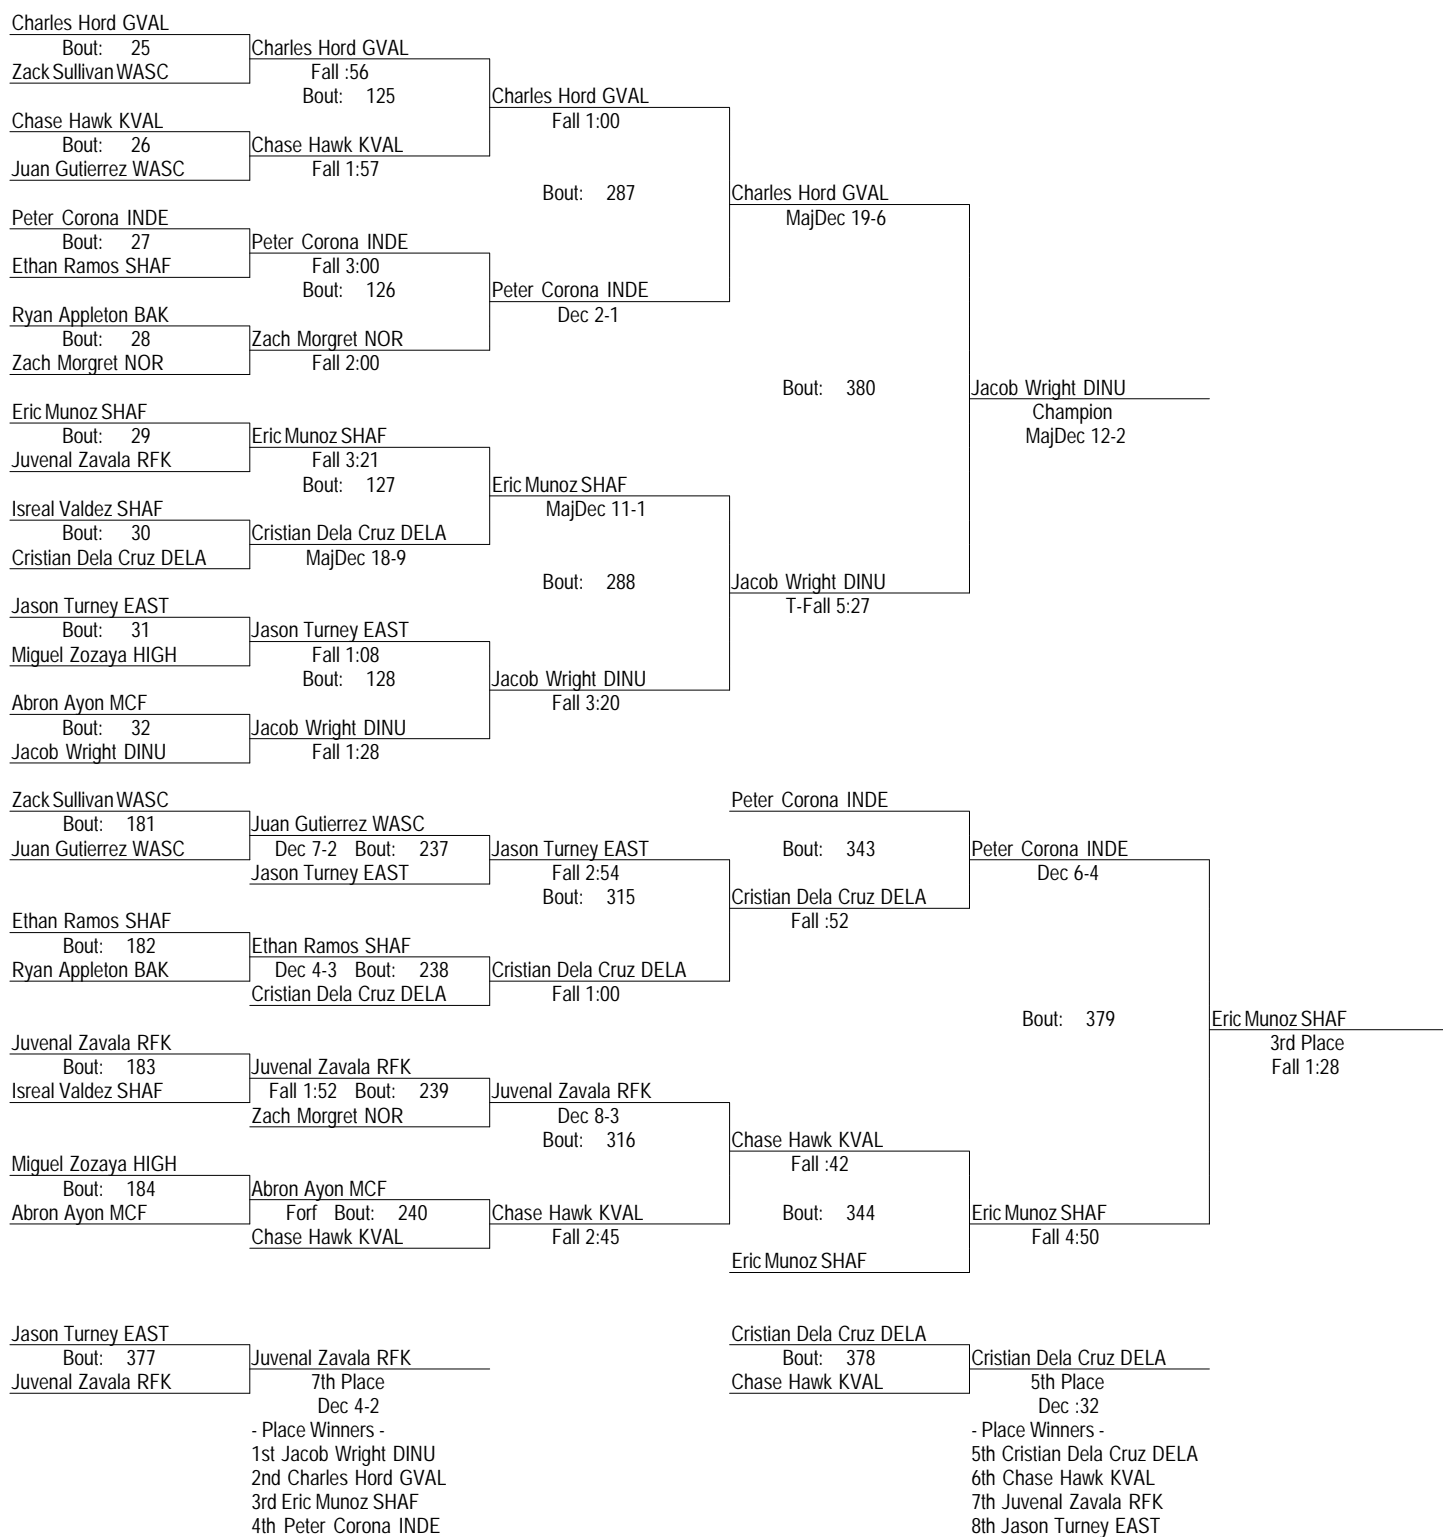 Charles Hord GVAL
Bout: 25
Charles Hord GVAL
Zack Sullivan WASC
Fall :56
Bout: 125
Charles Hord GVAL
Chase Hawk KVAL
Fall 1:00
Bout: 26
Chase Hawk KVAL
Juan Gutierrez WASC
Fall 1:57
Bout: 287
Charles Hord GVAL
Peter Corona INDE
MajDec 19-6
Bout: 27
Peter Corona INDE
Ethan Ramos SHAF
Fall 3:00
Bout: 126
Peter Corona INDE
Ryan Appleton BAK
Dec 2-1
Bout: 28
Zach Morgret NOR
Zach Morgret NOR
Fall 2:00
Bout: 380
Jacob Wright DINU
Eric Munoz SHAF
Champion
Bout: 29
Eric Munoz SHAF
MajDec 12-2
Juvenal Zavala RFK
Fall 3:21
Bout: 127
Eric Munoz SHAF
Isreal Valdez SHAF
MajDec 11-1
Bout: 30
Cristian Dela Cruz DELA
Cristian Dela Cruz DELA
MajDec 18-9
Bout: 288
Jacob Wright DINU
Jason Turney EAST
T-Fall 5:27
Bout: 31
Jason Turney EAST
Miguel Zozaya HIGH
Fall 1:08
Bout: 128
Jacob Wright DINU
Abron Ayon MCF
Fall 3:20
Bout: 32
Jacob Wright DINU
Jacob Wright DINU
Fall 1:28
Zack Sullivan WASC
Peter Corona INDE
Bout: 181
Juan Gutierrez WASC
Juan Gutierrez WASC
Dec 7-2 Bout: 237
Jason Turney EAST
Bout: 343
Peter Corona INDE
Jason Turney EAST
Fall 2:54
Dec 6-4
Bout: 315
Cristian Dela Cruz DELA
Ethan Ramos SHAF
Fall :52
Bout: 182
Ethan Ramos SHAF
Ryan Appleton BAK
Dec 4-3 Bout: 238
Cristian Dela Cruz DELA
Cristian Dela Cruz DELA
Fall 1:00
Bout: 379
Eric Munoz SHAF
Juvenal Zavala RFK
3rd Place
Bout: 183
Juvenal Zavala RFK
Fall 1:28
Isreal Valdez SHAF
Fall 1:52 Bout: 239
Juvenal Zavala RFK
Zach Morgret NOR
Dec 8-3
Bout: 316
Chase Hawk KVAL
Miguel Zozaya HIGH
Fall :42
Bout: 184
Abron Ayon MCF
Abron Ayon MCF
Forf Bout: 240
Chase Hawk KVAL
Bout: 344
Eric Munoz SHAF
Chase Hawk KVAL
Fall 2:45
Fall 4:50
Eric Munoz SHAF
Jason Turney EAST
Cristian Dela Cruz DELA
Bout: 377
Juvenal Zavala RFK
Bout: 378
Cristian Dela Cruz DELA
Juvenal Zavala RFK
7th Place
Chase Hawk KVAL
5th Place
Dec 4-2
Dec :32
- Place Winners -
1st Jacob Wright DINU
2nd Charles Hord GVAL
3rd Eric Munoz SHAF
4th Peter Corona INDE
- Place Winners -
5th Cristian Dela Cruz DELA
6th Chase Hawk KVAL
7th Juvenal Zavala RFK
8th Jason Turney EAST